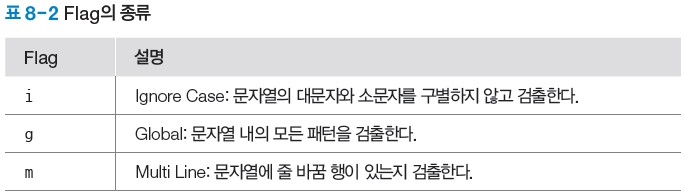 표 8-2 Flag의 종류
Flag 설명
i Ignore Case: 문자열의 대문자와 소문자를 구별하지 않고 검출한다.
g Global: 문자열 내의 모든 패턴을 검출한다.
m Multi Line: 문자열에 줄 바꿈 행이 있는지 검출한다.